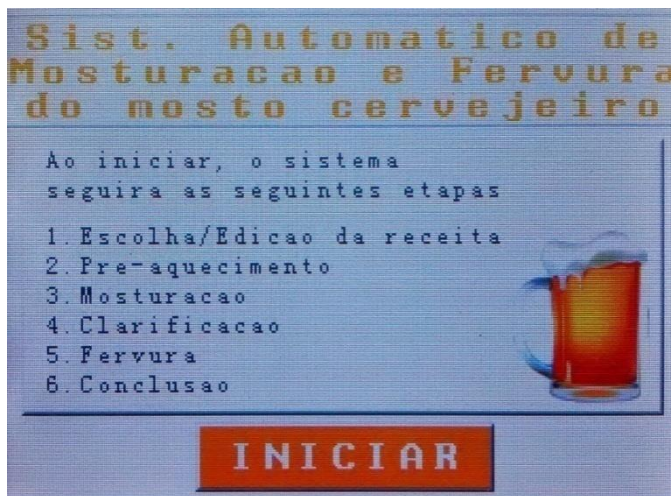 Sist. Automatico de
Mosturacao e Fervura
do mosto cervejeiro
Ao iniciar, o sistema
seguira as seguintes etapas
1.Escolha/Edicao da receita
2.Pre-aquecimento
3.Mosturacao
4.Clarificacao
5.Fervura
6.Conclusao
INICIAR